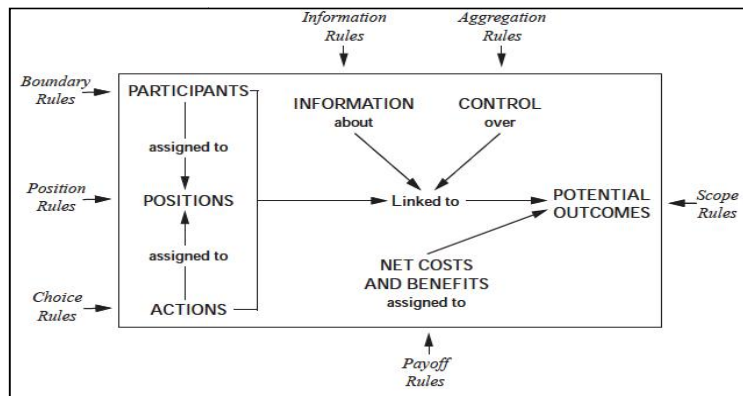 Information
Rules
Aggregation
Rules
Boundary
Rules
PARTICIPANTS
INFORMATION
about
CONTROL
over
assigned to
Position
Rules
POSITIONS
Linked to
POTENTIAL
OUTCOMES
Scope
Rules
assigned to
NET COSTS
AND BENEFITS
assigned to
Choice
Rules
ACTIONS
Payoff
Rules